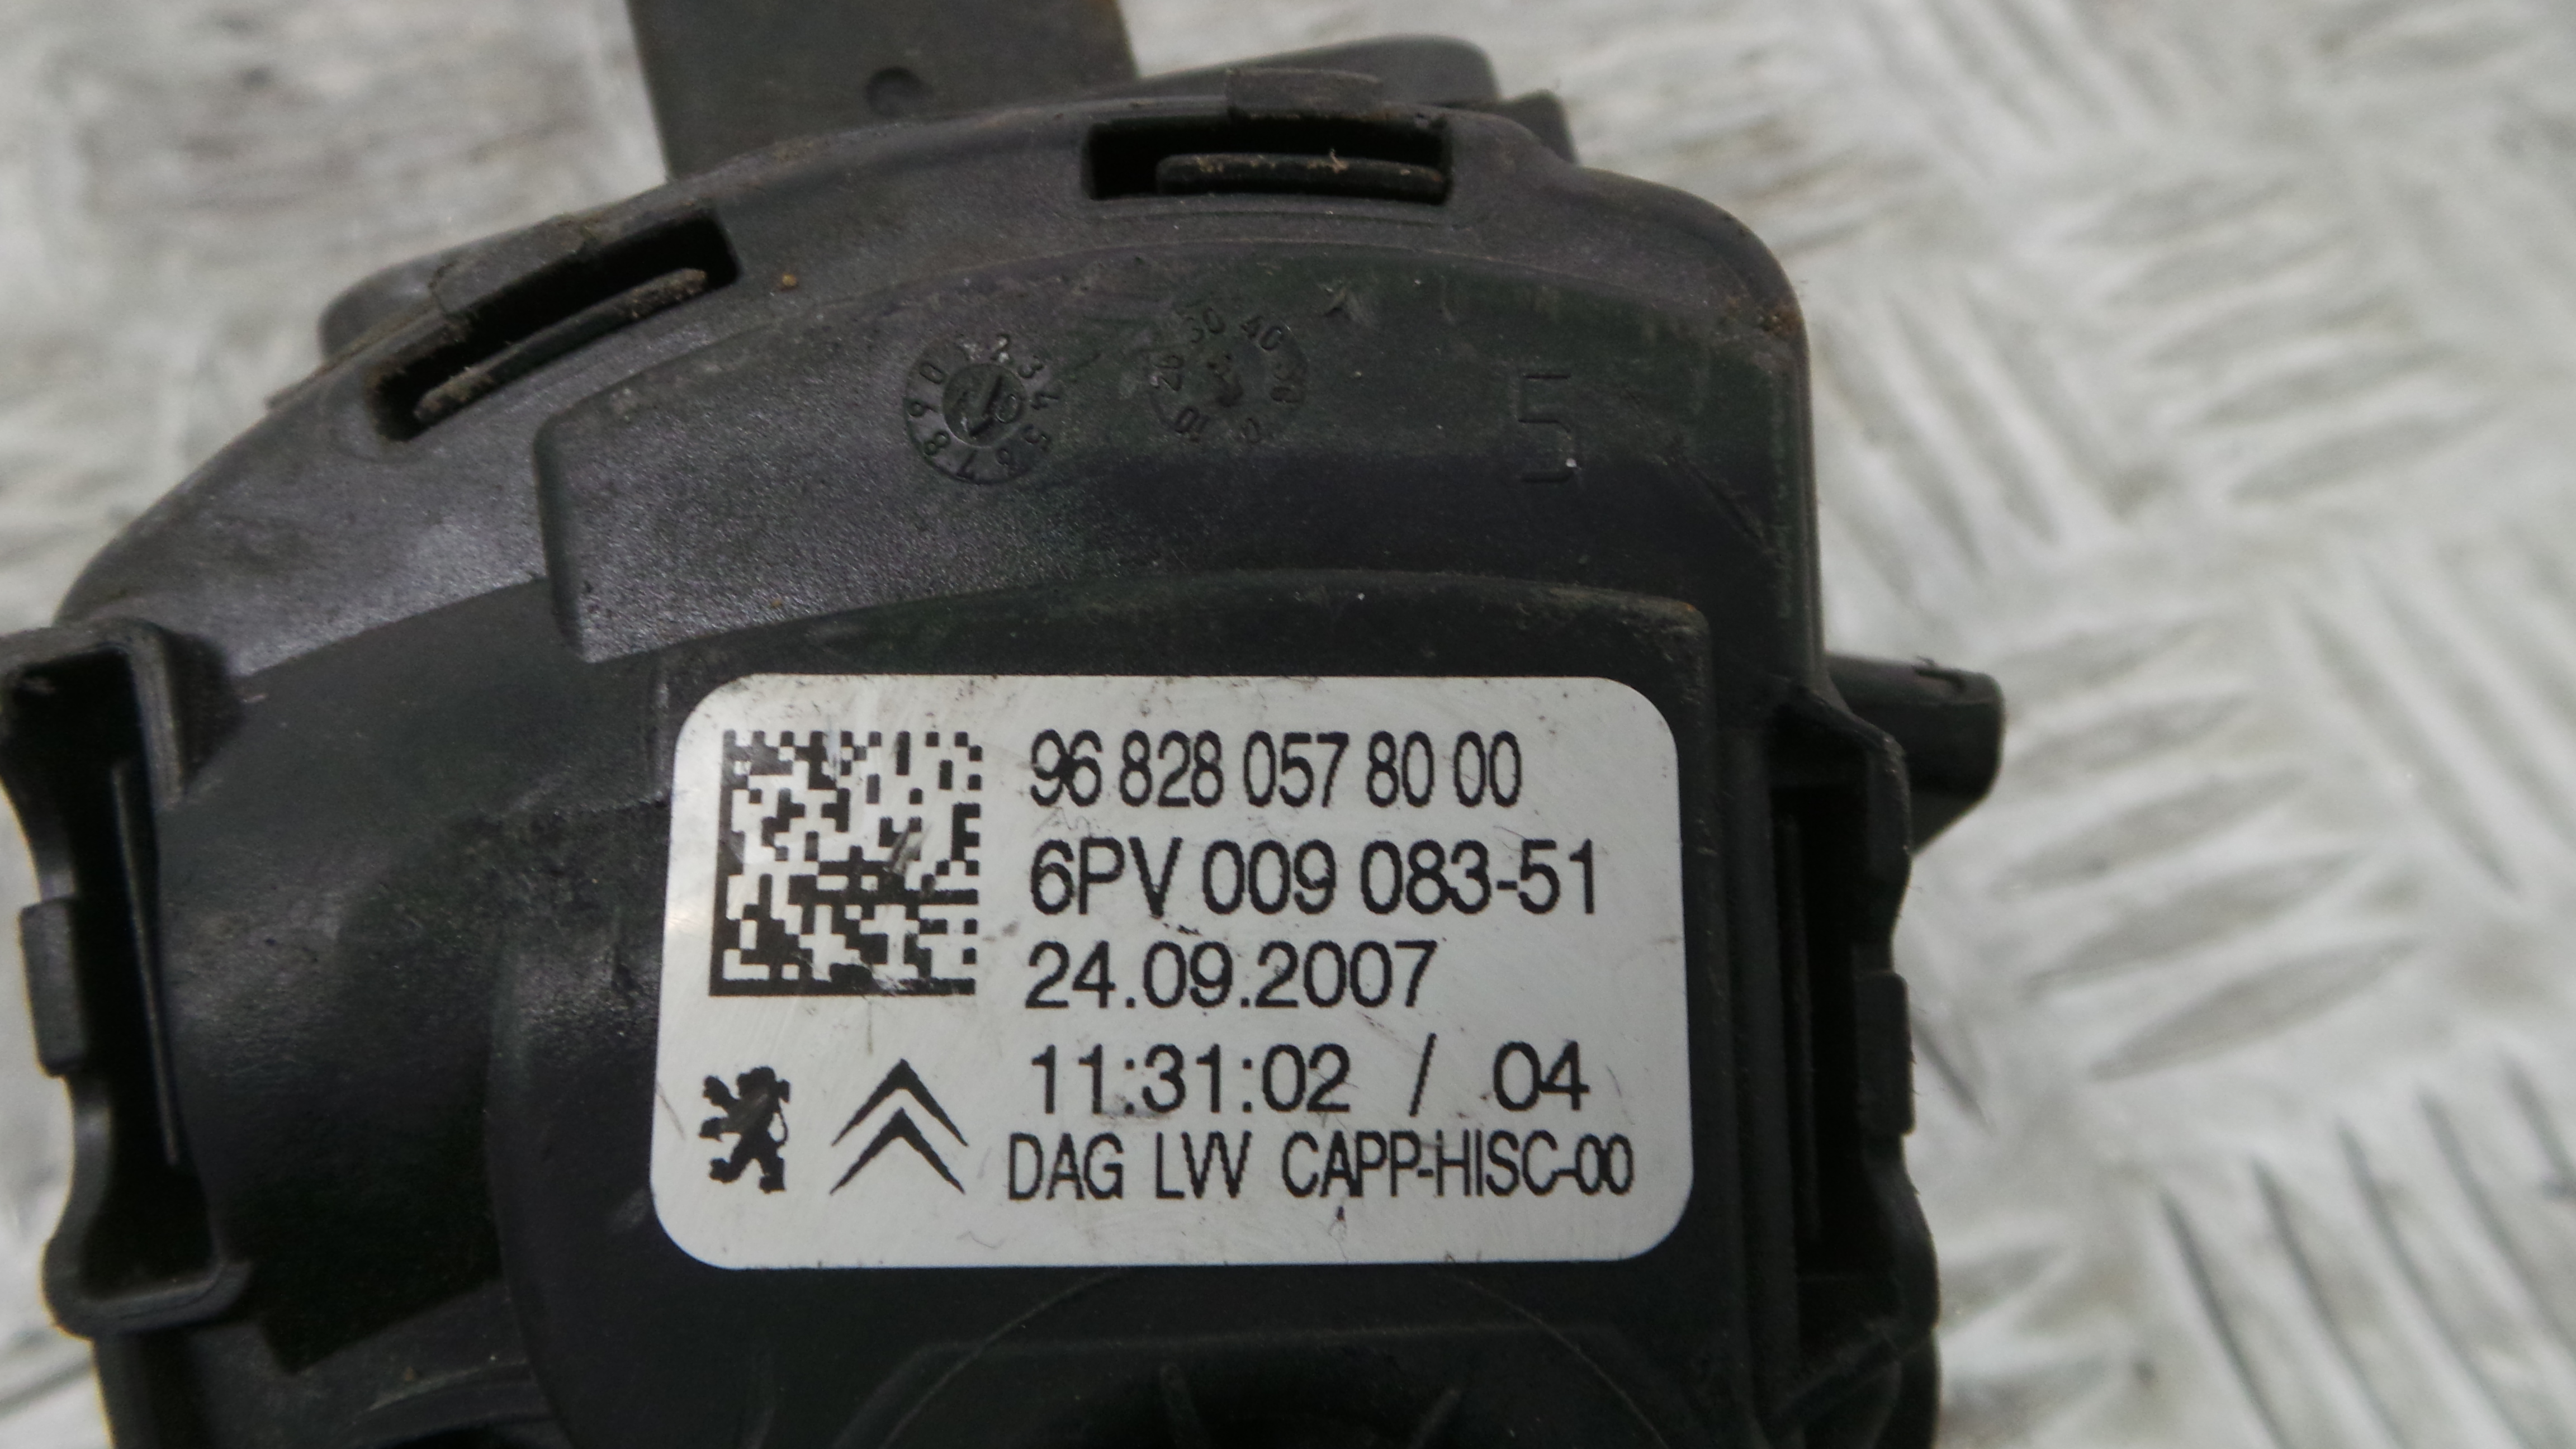 5
96 828 057 80 00
6PV 009 083-51
24.09.2007
11:31:02 / 04
DAG LVV CAPP-HISC-00